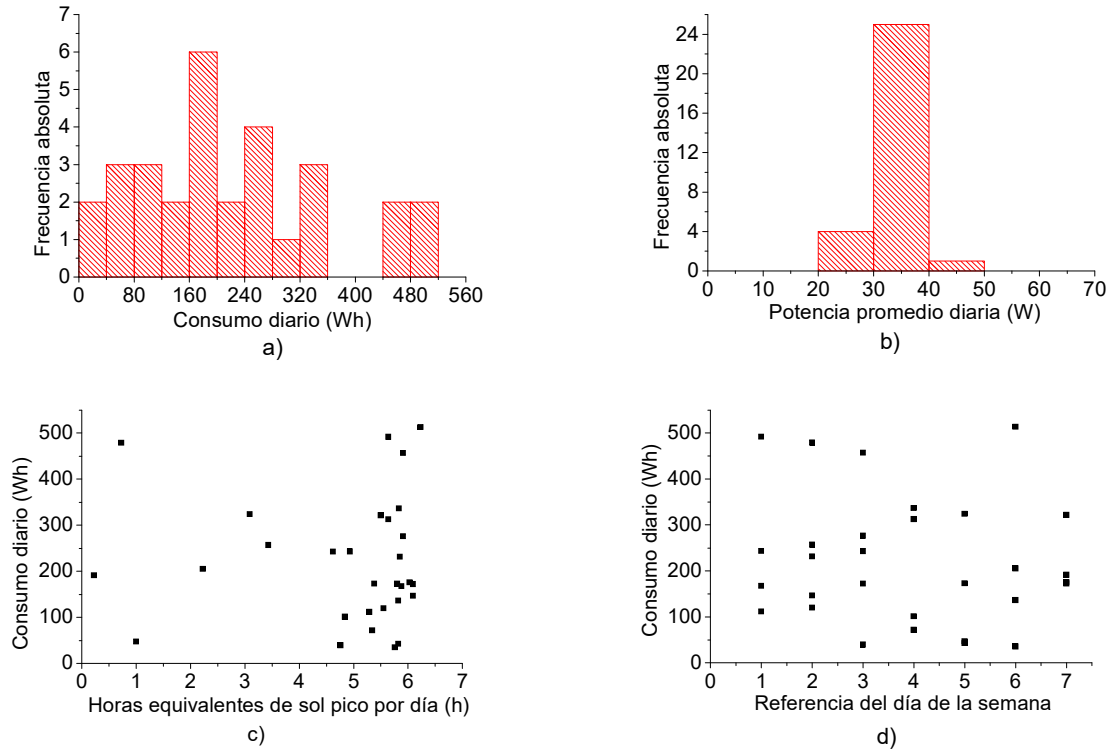 7
6
5
4
3
2
1
0
Frecuencia absoluta
0 80 160 240 320 400 480 560
Consumo diario (Wh)
a)
24
20
16
12
8
4
0
Frecuencia absoluta
0 10 20 30 40 50 60 70
Potencia promedio diaria (W)
b)
500
400
300
200
100
0
Consumo diario (Wh)
0 1 2 3 4 5 6 7
Horas equivalentes de sol pico por día (h)
c)
500
400
300
200
100
0
Consumo diario (Wh)
0 1 2 3 4 5 6 7
Referencia del día de la semana
d)